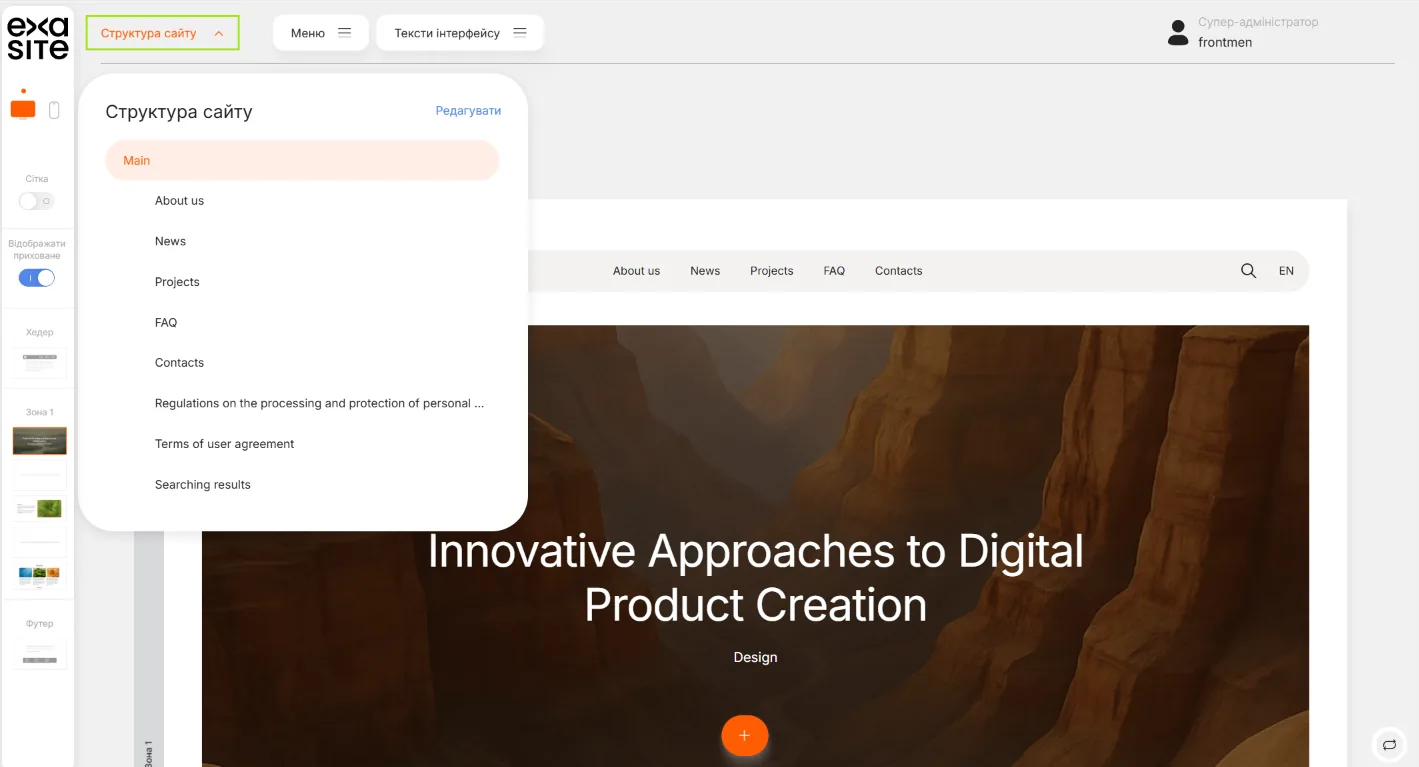 exa
SITE
Структура сайту
Меню
Тексти інтерфейсу
Супер-адміністратор
frontmen
Структура сайту
Редагувати
Main
About us
News
Projects
FAQ
Contacts
Regulations on the processing and protection of personal ...
Terms of user agreement
Searching results
Сітка
Відображати
приховане
Хедер
Зона 1
Футер
About us
News
Projects
FAQ
Contacts
EN
Innovative Approaches to Digital
Product Creation
Design
Зона 1